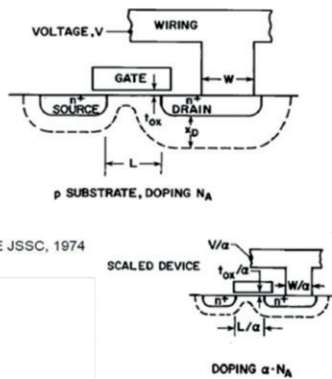 WIRING
VOLTAGE, V
GATE
W
n+
n+
SOURCE
DRAIN
tox
xD
L
p SUBSTRATE, DOPING NA
E JSSC, 1974
V/α
SCALED DEVICE
tox/α
W/α
n+
n+
L/α
DOPING α·NA